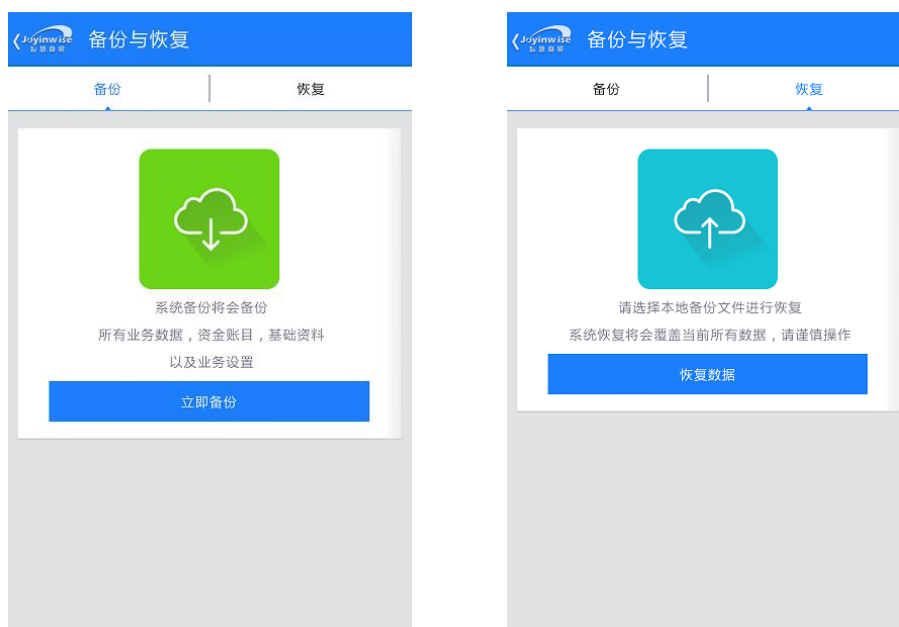 Joyinwise
备份与恢复
备份
恢复
系统备份将会备份
所有业务数据，资金账目，基础资料
以及业务设置
立即备份
Joyinwise
备份与恢复
备份
恢复
请选择本地备份文件进行恢复
系统恢复将会覆盖当前所有数据，请谨慎操作
恢复数据